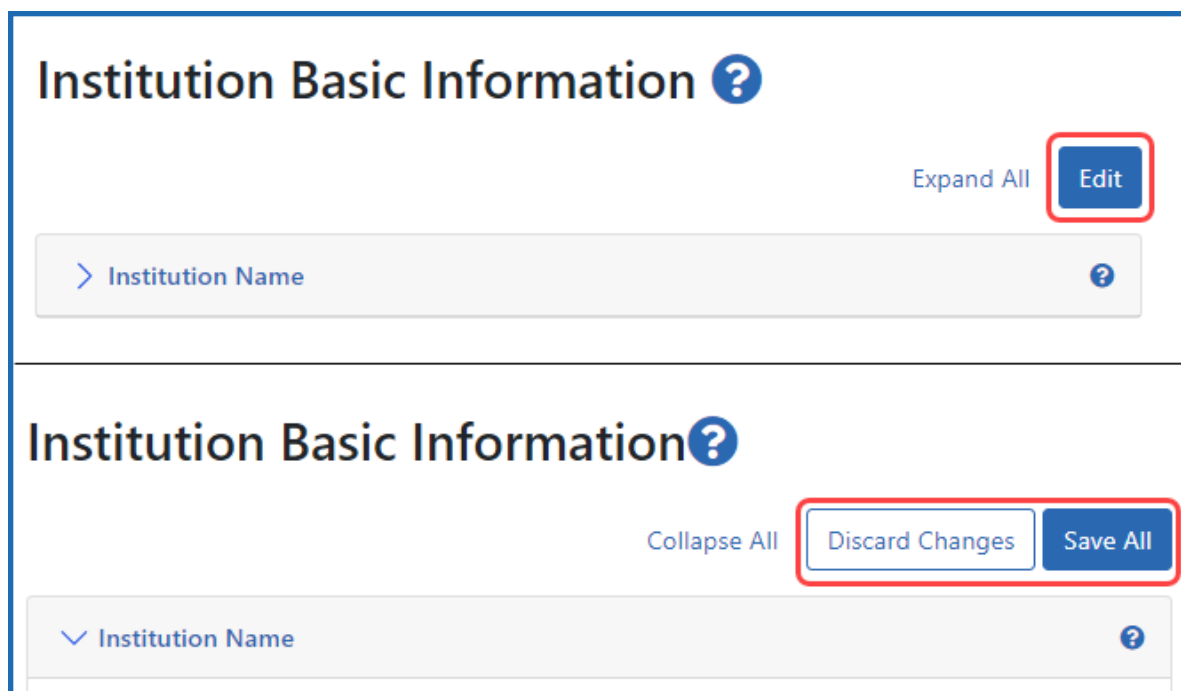 Institution Basic Information ?
Expand All Edit
Institution Name ?
Institution Basic Information ?
Collapse All Discard Changes Save All
Institution Name ?